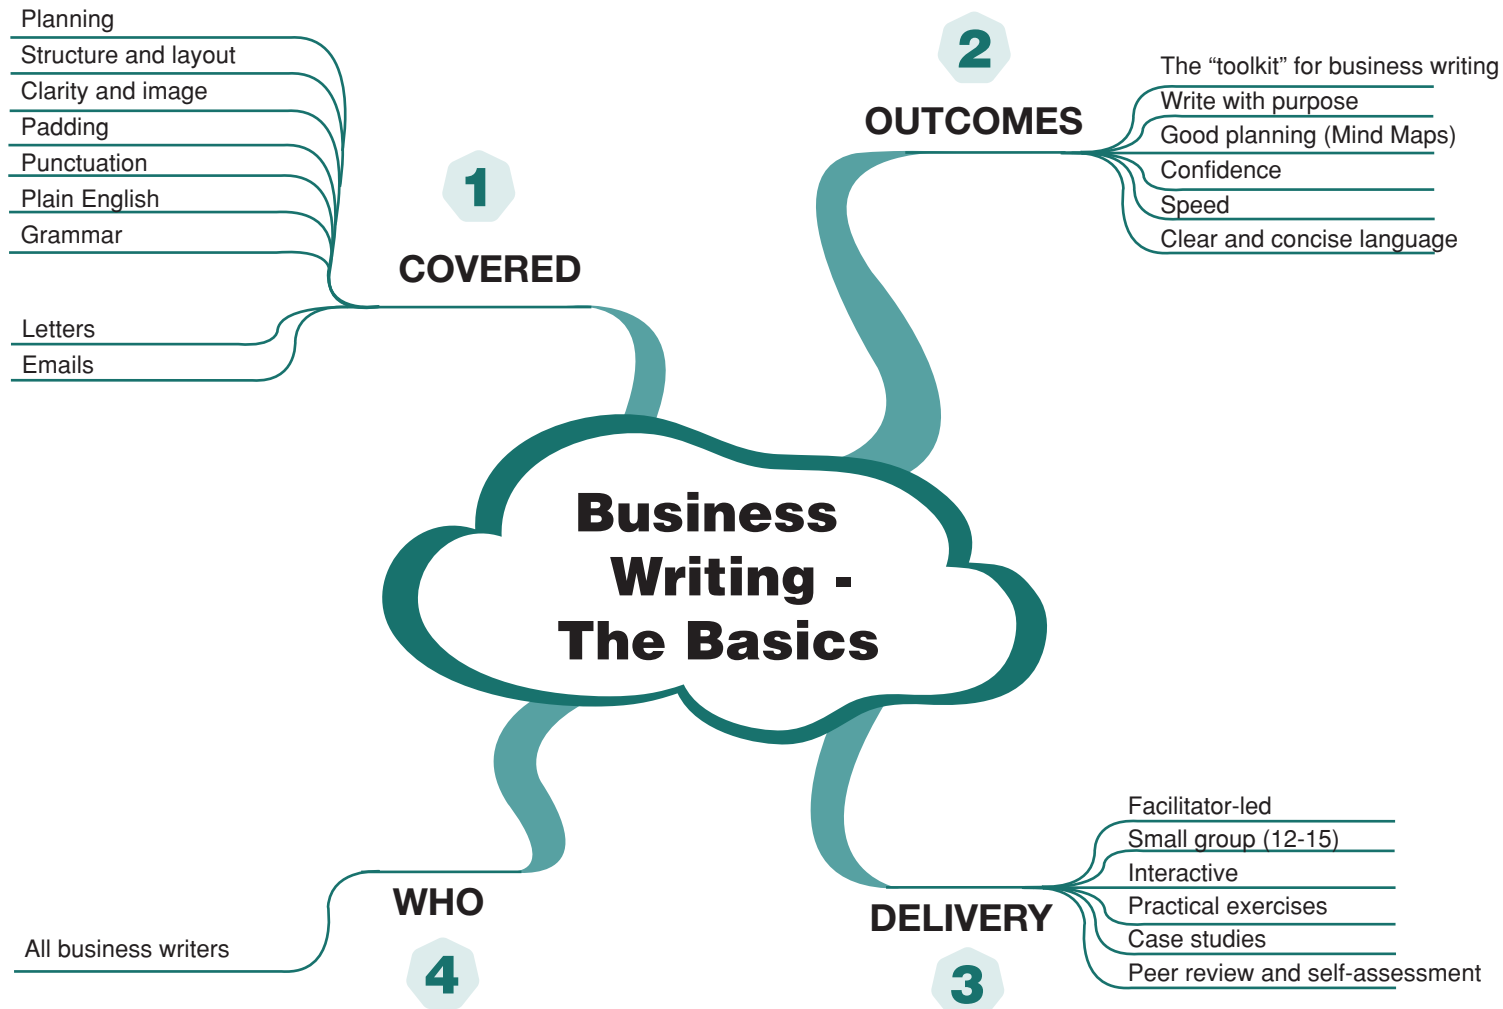 Business
Writing -
The Basics
1
COVERED
Planning
Structure and layout
Clarity and image
Padding
Punctuation
Plain English
Grammar
Letters
Emails
2
OUTCOMES
The “toolkit” for business writing
Write with purpose
Good planning (Mind Maps)
Confidence
Speed
Clear and concise language
DELIVERY
3
Facilitator-led
Small group (12-15)
Interactive
Practical exercises
Case studies
Peer review and self-assessment
WHO
4
All business writers